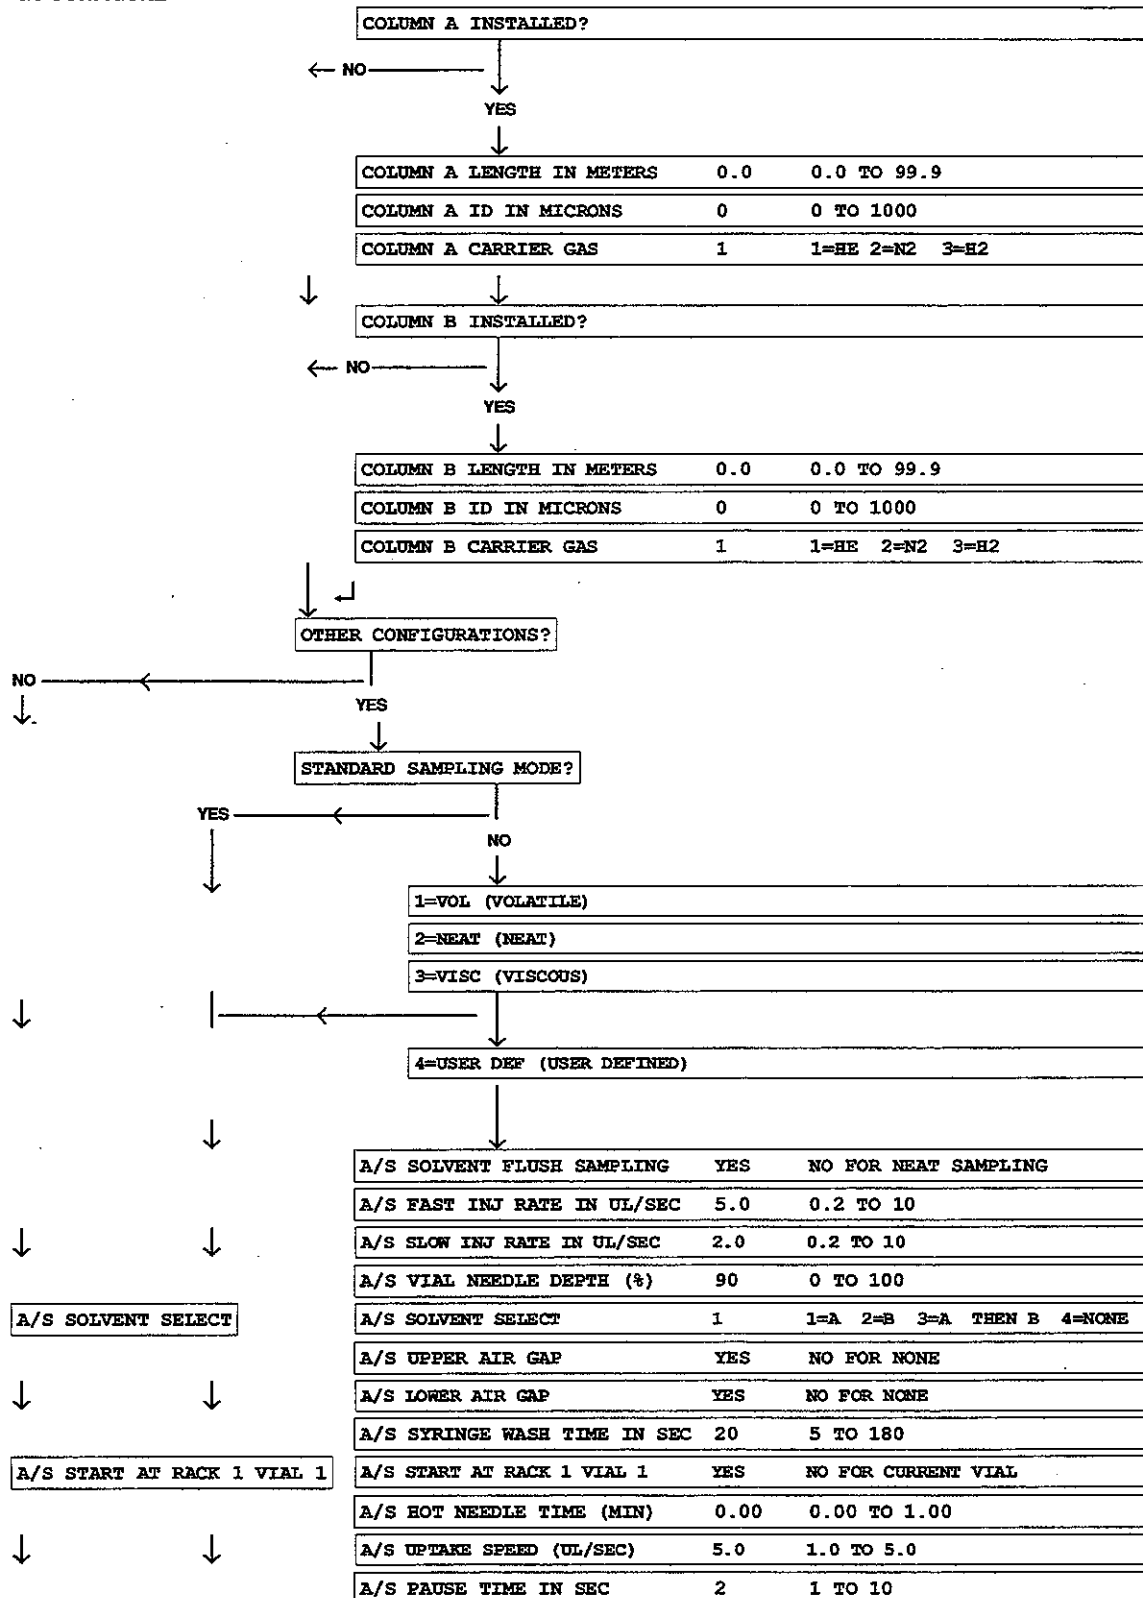 COLUMN A INSTALLED?
NO
YES
COLUMN A LENGTH IN METERS 0.0 0.0 TO 99.9
COLUMN A ID IN MICRONS 0 0 TO 1000
COLUMN A CARRIER GAS 1 1=HE 2=N2 3=H2
COLUMN B INSTALLED?
NO
YES
COLUMN B LENGTH IN METERS 0.0 0.0 TO 99.9
COLUMN B ID IN MICRONS 0 0 TO 1000
COLUMN B CARRIER GAS 1 1=HE 2=N2 3=H2
OTHER CONFIGURATIONS?
NO
YES
STANDARD SAMPLING MODE?
YES
NO
1=VOL (VOLATILE)
2=NEAT (NEAT)
3=VISC (VISCOUS)
4=USER DEF (USER DEFINED)
A/S SOLVENT FLUSH SAMPLING YES NO FOR NEAT SAMPLING
A/S FAST INJ RATE IN UL/SEC 5.0 0.2 TO 10
A/S SLOW INJ RATE IN UL/SEC 2.0 0.2 TO 10
A/S VIAL NEEDLE DEPTH (%) 90 0 TO 100
A/S SOLVENT SELECT
A/S SOLVENT SELECT 1 1=A 2=B 3=A THEN B 4=NONE
A/S UPPER AIR GAP YES NO FOR NONE
A/S LOWER AIR GAP YES NO FOR NONE
A/S SYRINGE WASH TIME IN SEC 20 5 TO 180
A/S START AT RACK 1 VIAL 1
A/S START AT RACK 1 VIAL 1 YES NO FOR CURRENT VIAL
A/S HOT NEEDLE TIME (MIN) 0.00 0.00 TO 1.00
A/S UPTAKE SPEED (UL/SEC) 5.0 1.0 TO 5.0
A/S PAUSE TIME IN SEC 2 1 TO 10